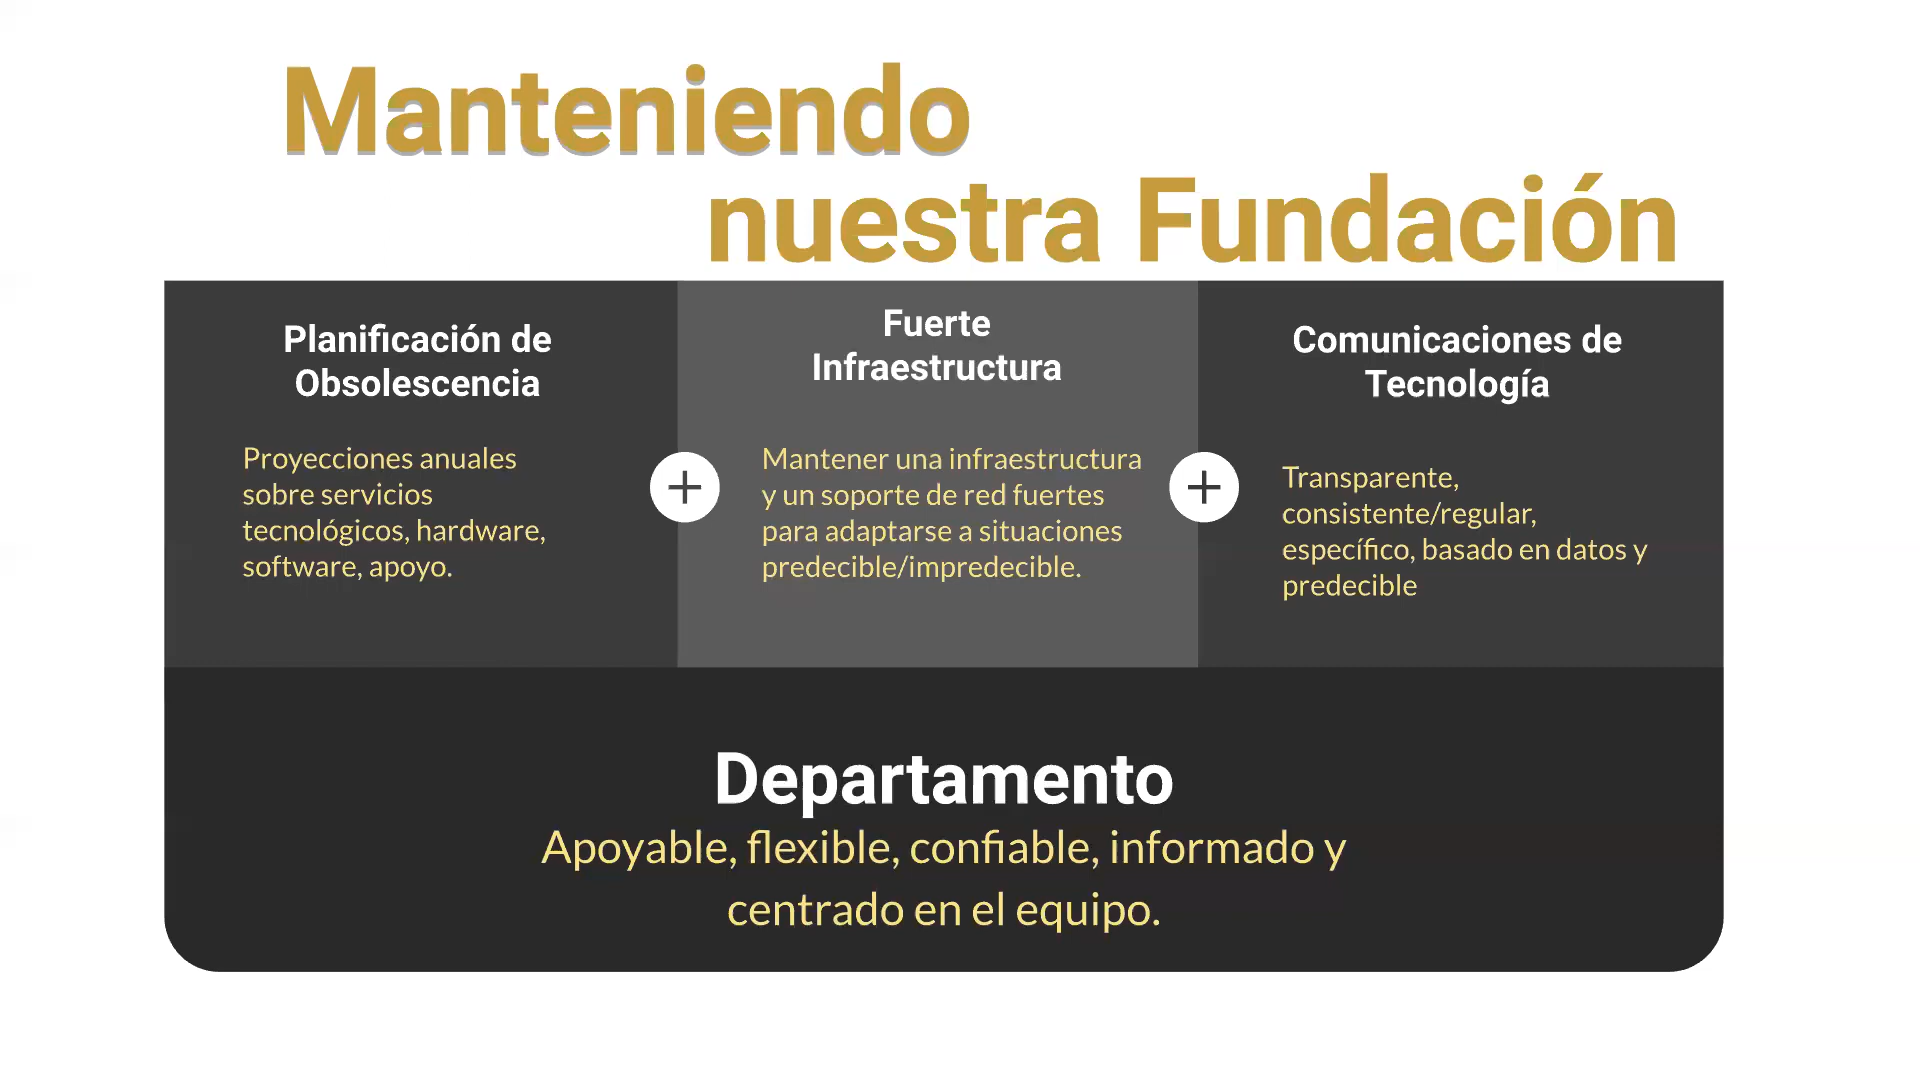 Manteniendo
nuestra Fundación
Planificación de
Obsolescencia
Proyecciones anuales
sobre servicios
tecnológicos, hardware,
software, apoyo.
+
Fuerte
Infraestructura
Mantener una infraestructura
y un soporte de red fuertes
para adaptarse a situaciones
predecible/impredecible.
+
Comunicaciones de
Tecnología
Transparente,
consistente/regular,
específico, basado en datos y
predecible
Departamento
Apoyable, flexible, confiable, informado y
centrado en el equipo.